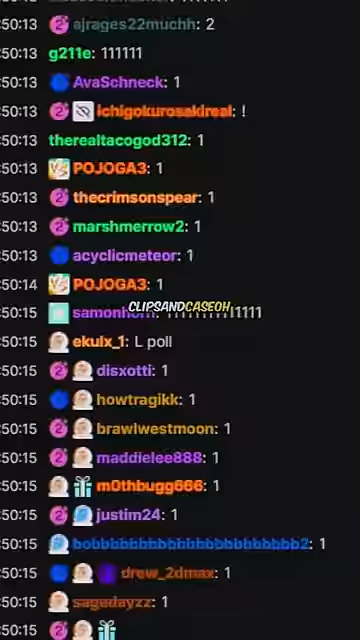 :50:13 ajrages22muchh: 2
:50:13 g211e: 111111
:50:13 AvaSchneck: 1
:50:13 ichigokurosakireal: !
:50:13 therealtacogod312: 1
:50:13 POJOGA3: 1
:50:13 thecrimsonspear: 1
:50:13 marshmerrow2: 1
:50:13 acyclicmeteor: 1
:50:14 POJOGA3: 1
CLIPSANDCASEOH
:50:15
:50:15 ekulx_1: L poll
:50:15 disxotti: 1
:50:15 howtragikk: 1
:50:15 brawlwestmoon: 1
:50:15 maddielee888: 1
:50:15 m0thbugg666: 1
:50:15 justim24: 1
:50:15 : 1
:50:15 drew_2dmax: 1
:50:15 sagedayzz: 1
:50:15